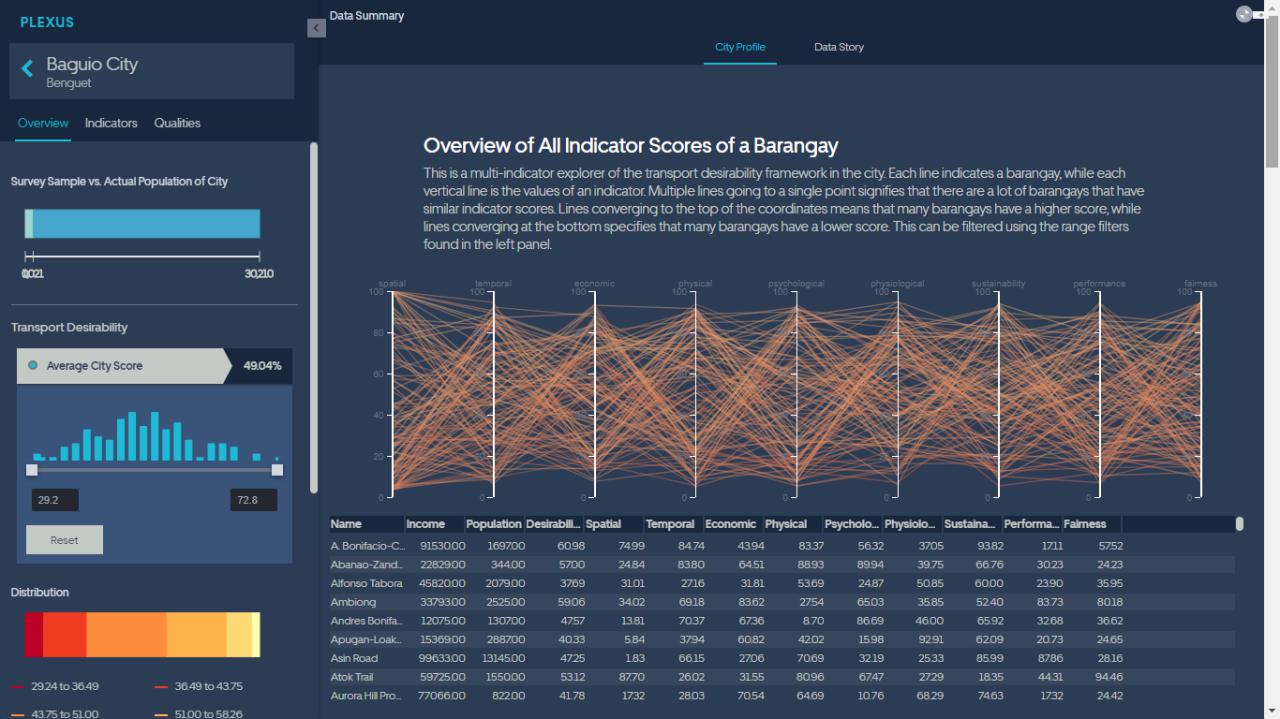 PLEXUS
Baguio City
Benguet
Overview Indicators Qualities
Survey Sample vs. Actual Population of City
30,210
Transport Desirability
Average City Score 49.04%
29.2 72.8
Reset
Distribution
29.24 to 36.49 36.49 to 43.75
43.75 to 51.00 51.00 to 58.26
Data Summary
City Profile Data Story
Overview of All Indicator Scores of a Barangay
This is a multi-indicator explorer of the transport desirability framework in the city. Each line indicates a barangay, while each
vertical line is the values of an indicator. Multiple lines going to a single point signifies that there are a lot of barangays that have
similar indicator scores. Lines converging to the top of the coordinates means that many barangays have a higher score, while
lines converging at the bottom specifies that many barangays have a lower score. This can be filtered using the range filters
found in the left panel.
spatial temporal economic physical psychological physiological sustainability performance fairness
100 100 100 100 100 100 100 100 100
80
60
40
20
0 0 0 0 0 0 0 0 0
Name Income Population Desirabili... Spatial Temporal Economic Physical Psycholo... Physiolo... Sustaina... Performa... Fairness
A. Bonifacio-C... 91530.00 1697.00 60.98 74.99 84.74 43.94 83.37 56.32 37.05 93.82 17.11 57.52
Abanao-Zand... 22829.00 344.00 57.00 24.84 83.80 64.51 88.93 89.94 39.75 66.76 30.23 24.23
Alfonso Tabora 45820.00 2079.00 37.69 31.01 27.16 31.81 53.69 24.87 50.85 60.00 23.90 35.95
Ambiong 33793.00 2525.00 59.06 34.02 69.18 83.62 27.54 65.03 35.85 52.40 83.73 80.18
Andres Bonifa... 12075.00 1307.00 47.57 13.81 70.37 67.36 8.70 86.69 46.00 65.92 32.68 36.62
Apugan-Loak... 15369.00 2887.00 40.33 5.84 37.94 60.82 42.02 15.98 92.91 62.09 20.73 24.65
Asin Road 99633.00 13145.00 47.25 1.83 66.15 27.06 70.69 32.19 25.33 85.99 87.86 28.16
Atok Trail 59725.00 1550.00 53.12 87.70 26.02 31.55 80.96 67.47 27.29 18.35 44.31 94.46
Aurora Hill Pro... 77066.00 822.00 41.78 17.32 28.03 70.54 64.69 10.76 68.29 74.63 17.32 24.42